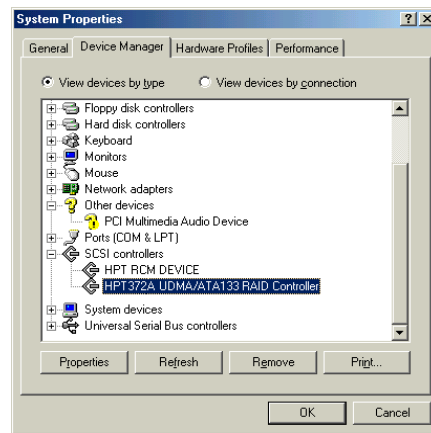 System Properties
General Device Manager Hardware Profiles Performance
View devices by type View devices by connection
Floppy disk controllers
Hard disk controllers
Keyboard
Monitors
Mouse
Network adapters
Other devices
PCI Multimedia Audio Device
Ports (COM & LPT)
SCSI controllers
HPT RCM DEVICE
HPT372A UDMA/ATA133 RAID Controller
System devices
Universal Serial Bus controllers
Properties Refresh Remove Print...
OK Cancel